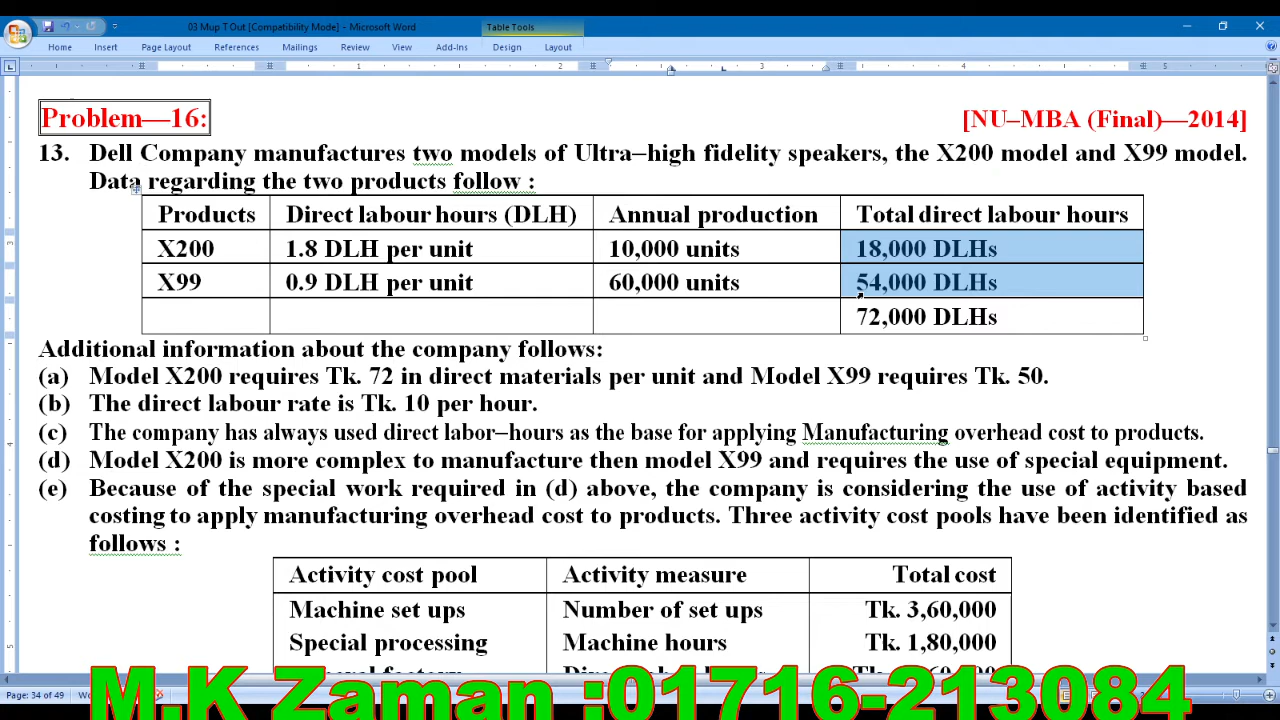 03 Mup T Out [Compatibility Mode] - Microsoft Word
Table Tools
Home Insert Page Layout References Mailings Review View Add-Ins Design Layout
1 2 3 4 5
Problem—16:
[NU–MBA (Final)—2014]
13. Dell Company manufactures two models of Ultra–high fidelity speakers, the X200 model and X99 model.
Data regarding the two products follow :
Products Direct labour hours (DLH) Annual production Total direct labour hours
X200 1.8 DLH per unit 10,000 units 18,000 DLHs
X99 0.9 DLH per unit 60,000 units 54,000 DLHs
72,000 DLHs
Additional information about the company follows:
(a) Model X200 requires Tk. 72 in direct materials per unit and Model X99 requires Tk. 50.
(b) The direct labour rate is Tk. 10 per hour.
(c) The company has always used direct labor–hours as the base for applying Manufacturing overhead cost to products.
(d) Model X200 is more complex to manufacture then model X99 and requires the use of special equipment.
(e) Because of the special work required in (d) above, the company is considering the use of activity based
costing to apply manufacturing overhead cost to products. Three activity cost pools have been identified as
follows :
Activity cost pool Activity measure Total cost
Machine set ups Number of set ups Tk. 3,60,000
Special processing Machine hours Tk. 1,80,000
Page: 34 of 49
M.K Zaman :01716-213084